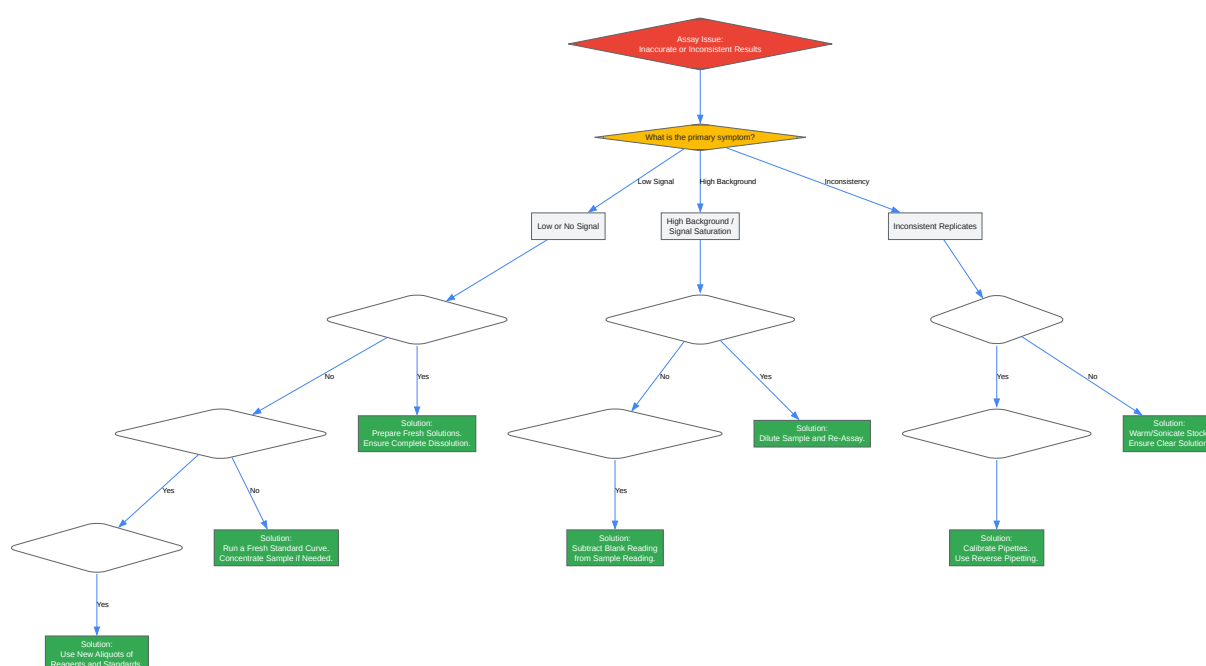 Assay Issue:
Inaccurate or Inconsistent Results
What is the primary symptom?
Low Signal
High Background
Inconsistency
Low or No Signal
High Background /
Signal Saturation
Inconsistent Replicates
No
Yes
No
Yes
Yes
No
Solution:
Prepare Fresh Solutions.
Ensure Complete Dissolution.
Solution:
Dilute Sample and Re-Assay.
Solution:
Warm/Sonicate Stock
Ensure Clear Solution
Yes
No
Yes
Solution:
Run a Fresh Standard Curve.
Concentrate Sample if Needed.
Solution:
Subtract Blank Reading
from Sample Reading.
Solution:
Calibrate Pipettes.
Use Reverse Pipetting.
Yes
Solution:
Use New Aliquots of
Reagents and Standards.